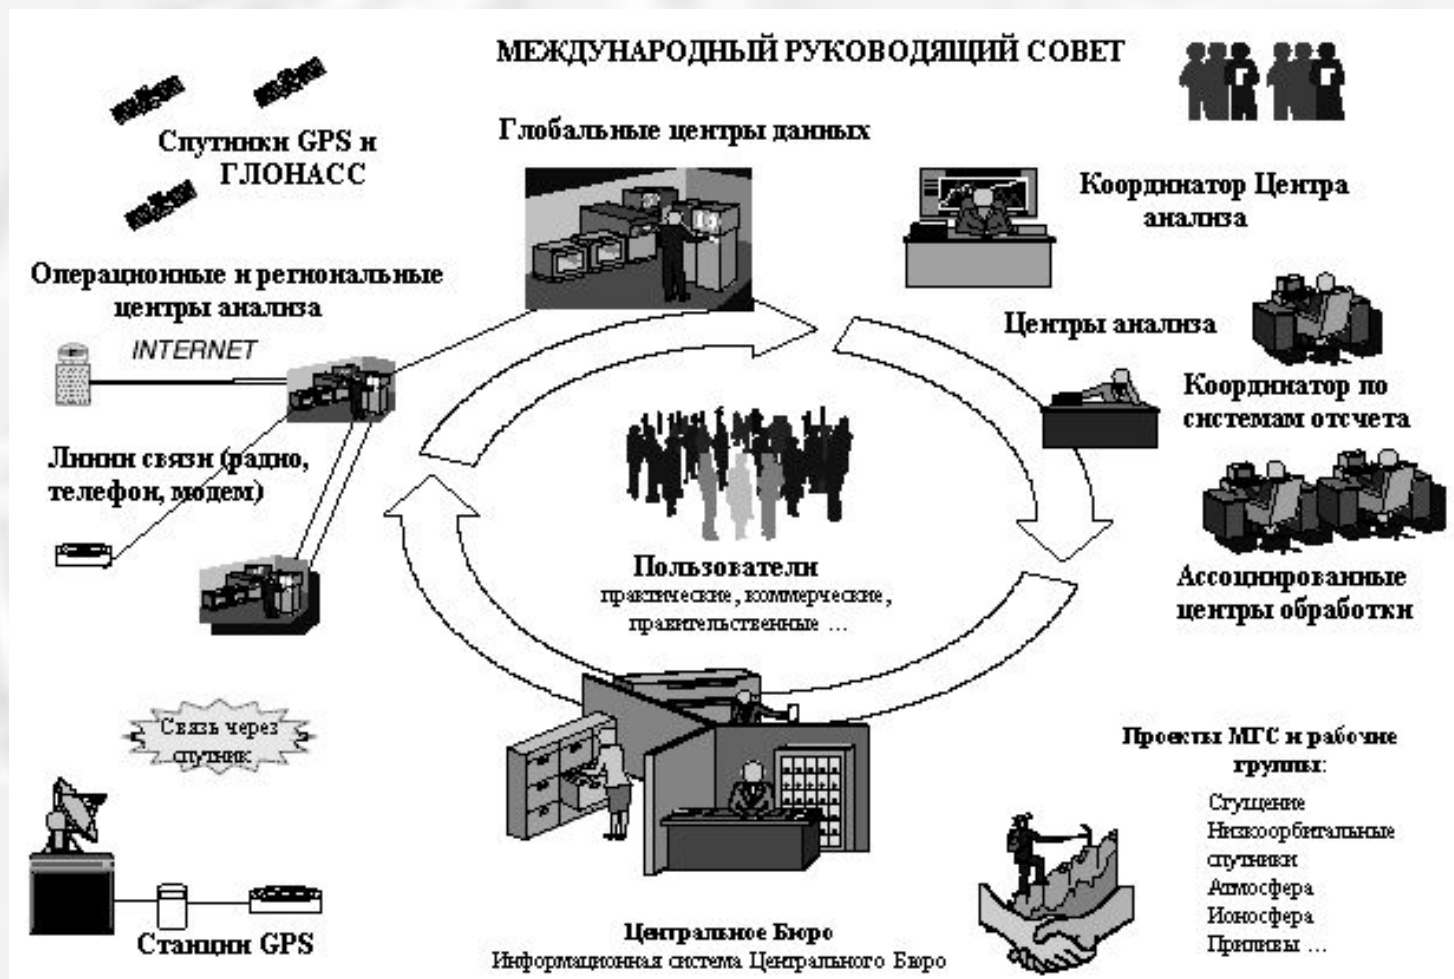 МЕЖДУНАРОДНЫЙ РУКОВОДЯЩИЙ СОВЕТ
Спутники GPS и
ГЛОНАСС
Глобальные центры данных
Координатор Центра
анализа
Операционные и региональные
центры анализа
INTERNET
Центры анализа
Координатор по
системам отсчета
Линии связи (радио,
телефон, модем)
Пользователи
практические, коммерческие,
правительственные ...
Ассоциированные
центры обработки
Связь через
спутник
Станции GPS
Центральное Бюро
Информационная система Центрального Бюро
Проекты МГС и рабочие
группы:
Сгущение
Низкоорбитальные
спутники
Атмосфера
Ионосфера
Приливы ...